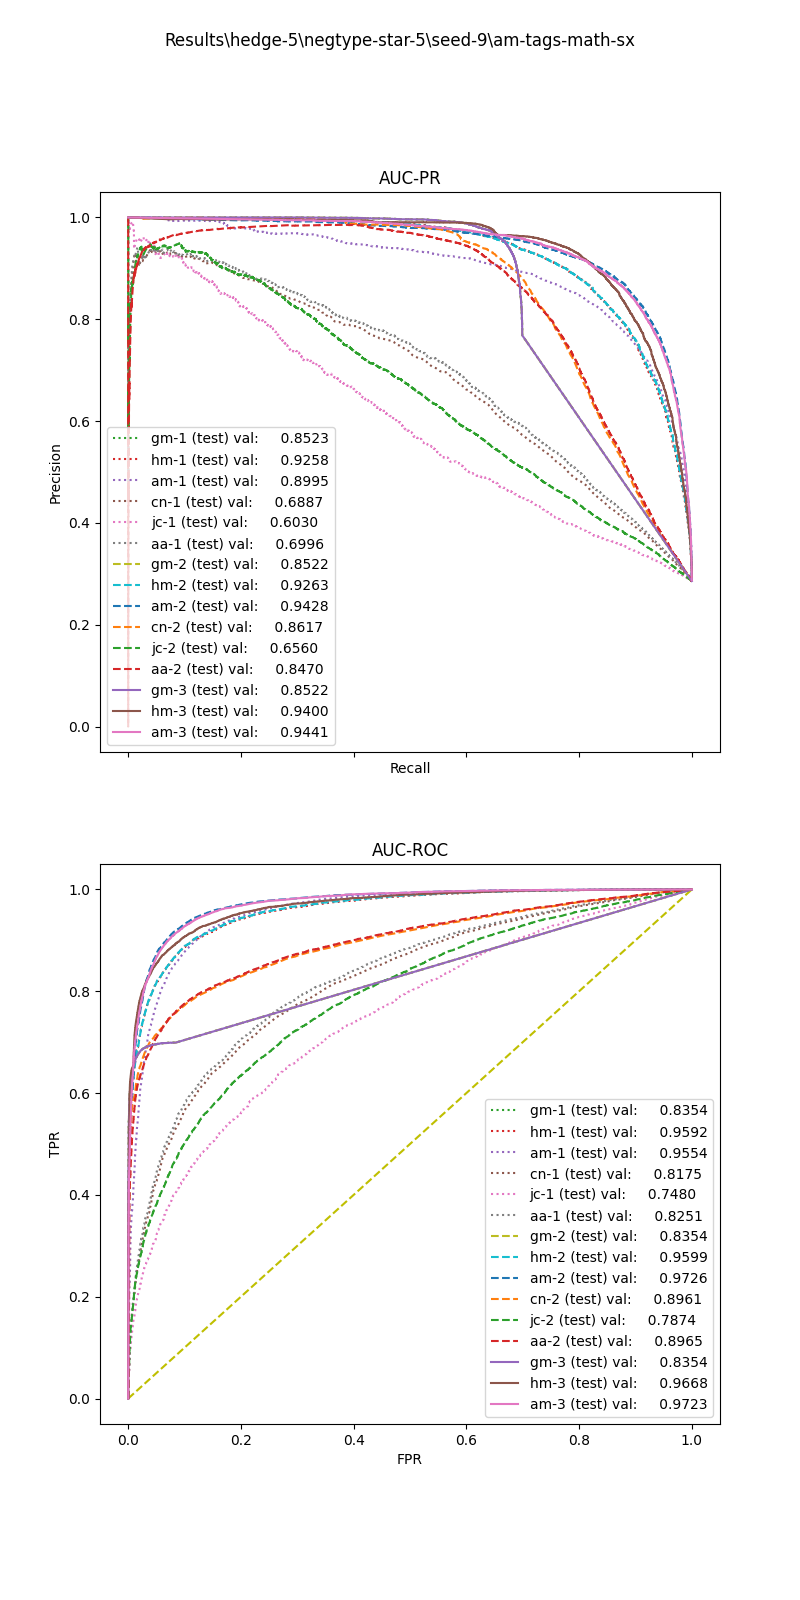 Results\hedge-5\negtype-star-5\seed-9\am-tags-math-sx
AUC-PR
1.0
0.8
0.6
0.4
0.2
0.0
Precision
gm-1 (test) val: 0.8523
hm-1 (test) val: 0.9258
am-1 (test) val: 0.8995
cn-1 (test) val: 0.6887
jc-1 (test) val: 0.6030
aa-1 (test) val: 0.6996
gm-2 (test) val: 0.8522
hm-2 (test) val: 0.9263
am-2 (test) val: 0.9428
cn-2 (test) val: 0.8617
jc-2 (test) val: 0.6560
aa-2 (test) val: 0.8470
gm-3 (test) val: 0.8522
hm-3 (test) val: 0.9400
am-3 (test) val: 0.9441
Recall
AUC-ROC
1.0
0.8
0.6
0.4
0.2
0.0
TPR
gm-1 (test) val: 0.8354
hm-1 (test) val: 0.9592
am-1 (test) val: 0.9554
cn-1 (test) val: 0.8175
jc-1 (test) val: 0.7480
aa-1 (test) val: 0.8251
gm-2 (test) val: 0.8354
hm-2 (test) val: 0.9599
am-2 (test) val: 0.9726
cn-2 (test) val: 0.8961
jc-2 (test) val: 0.7874
aa-2 (test) val: 0.8965
gm-3 (test) val: 0.8354
hm-3 (test) val: 0.9668
am-3 (test) val: 0.9723
0.0 0.2 0.4 0.6 0.8 1.0
FPR